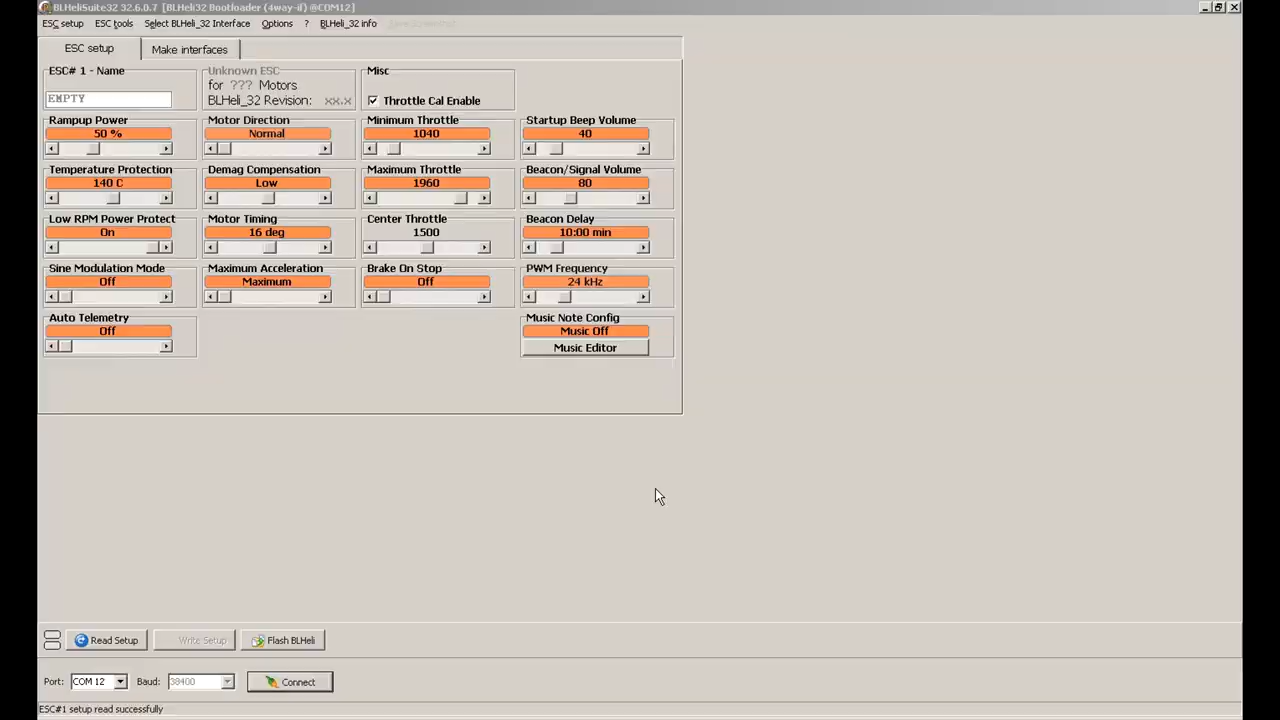 BLHeliSuite32 32.6.0.7 [BLHeli32 Bootloader (4way-if) @COM12]
ESC setup ESC tools Select BLHeli_32 Interface Options ? BLHeli_32 info
ESC setup Make interfaces
ESC# 1 - Name
EMPTY
Unknown ESC
for ??? Motors
BLHeli_32 Revision: xx.x
Misc
Throttle Cal Enable
Rampup Power
50 %
Motor Direction
Normal
Minimum Throttle
1040
Startup Beep Volume
40
Temperature Protection
140 C
Demag Compensation
Low
Maximum Throttle
1960
Beacon/Signal Volume
80
Low RPM Power Protect
On
Motor Timing
16 deg
Center Throttle
1500
Beacon Delay
10:00 min
Sine Modulation Mode
Off
Maximum Acceleration
Maximum
Brake On Stop
Off
PWM Frequency
24 kHz
Auto Telemetry
Off
Music Note Config
Music Off
Music Editor
Read Setup Write Setup Flash BLHeli
Port: COM 12 Baud: 38400 Connect
ESC#1 setup read successfully